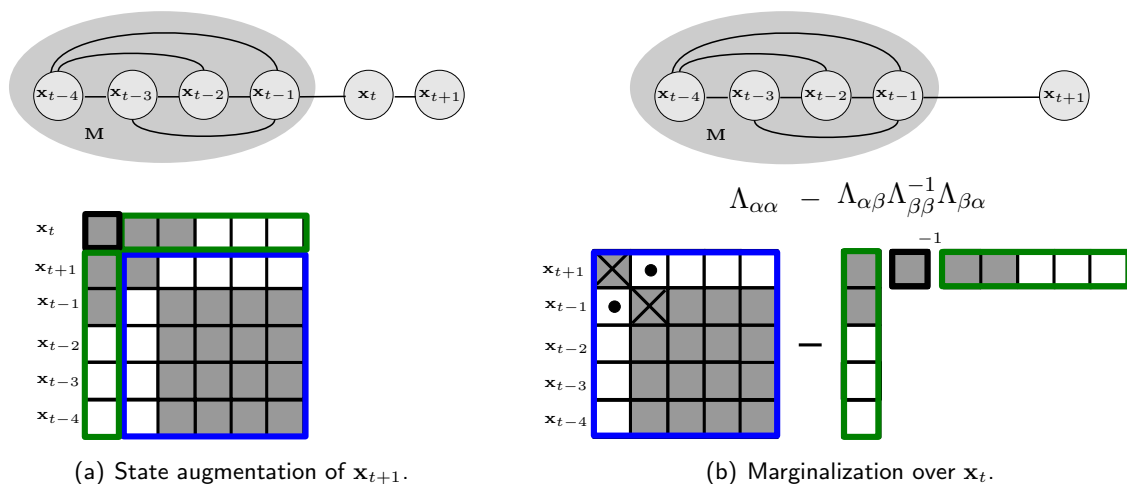 x_{t−4} x_{t−3} x_{t−2} x_{t−1} x_t x_{t+1}
M
x_t
x_{t+1}
x_{t−1}
x_{t−2}
x_{t−3}
x_{t−4}
(a) State augmentation of x_{t+1}.
x_{t−4} x_{t−3} x_{t−2} x_{t−1} x_{t+1}
M
Λ_{αα} − Λ_{αβ}Λ_{ββ}^{−1}Λ_{βα}
−1
x_{t+1}
x_{t−1}
x_{t−2}
x_{t−3}
x_{t−4}
−
(b) Marginalization over x_t.